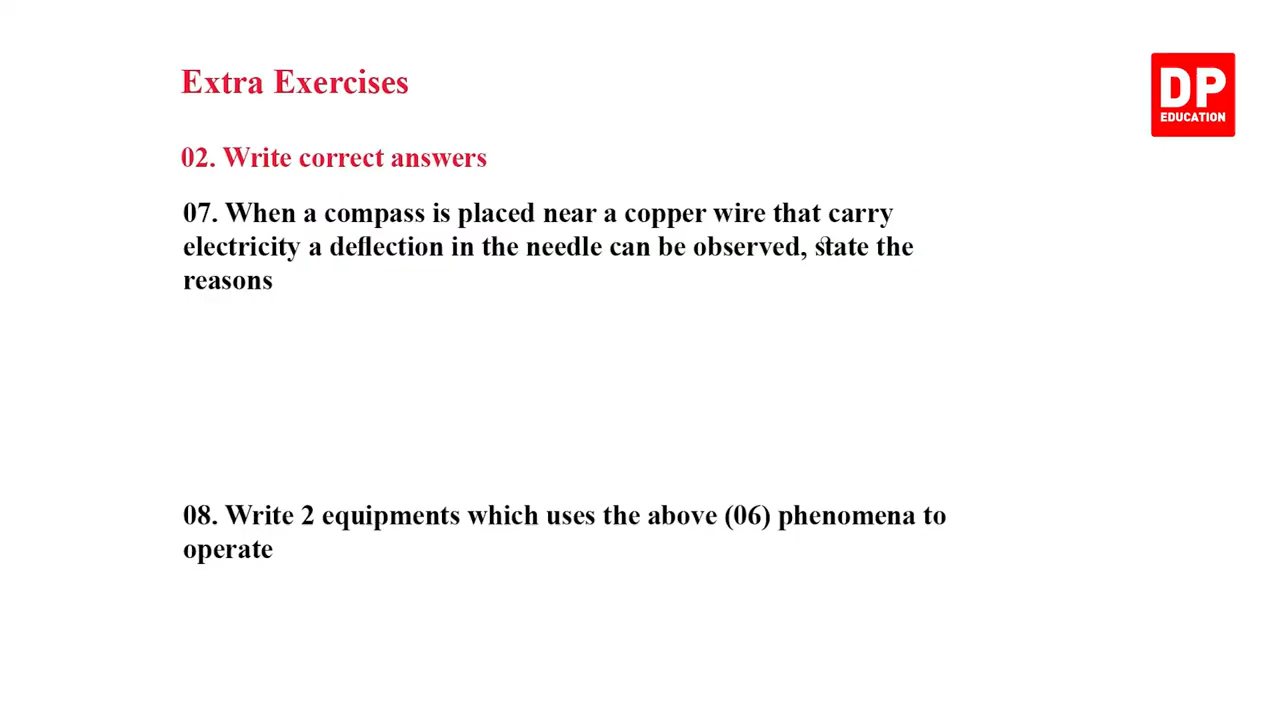 Extra Exercises
DP
EDUCATION
02. Write correct answers
07. When a compass is placed near a copper wire that carry
electricity a deflection in the needle can be observed, state the
reasons
08. Write 2 equipments which uses the above (06) phenomena to
operate